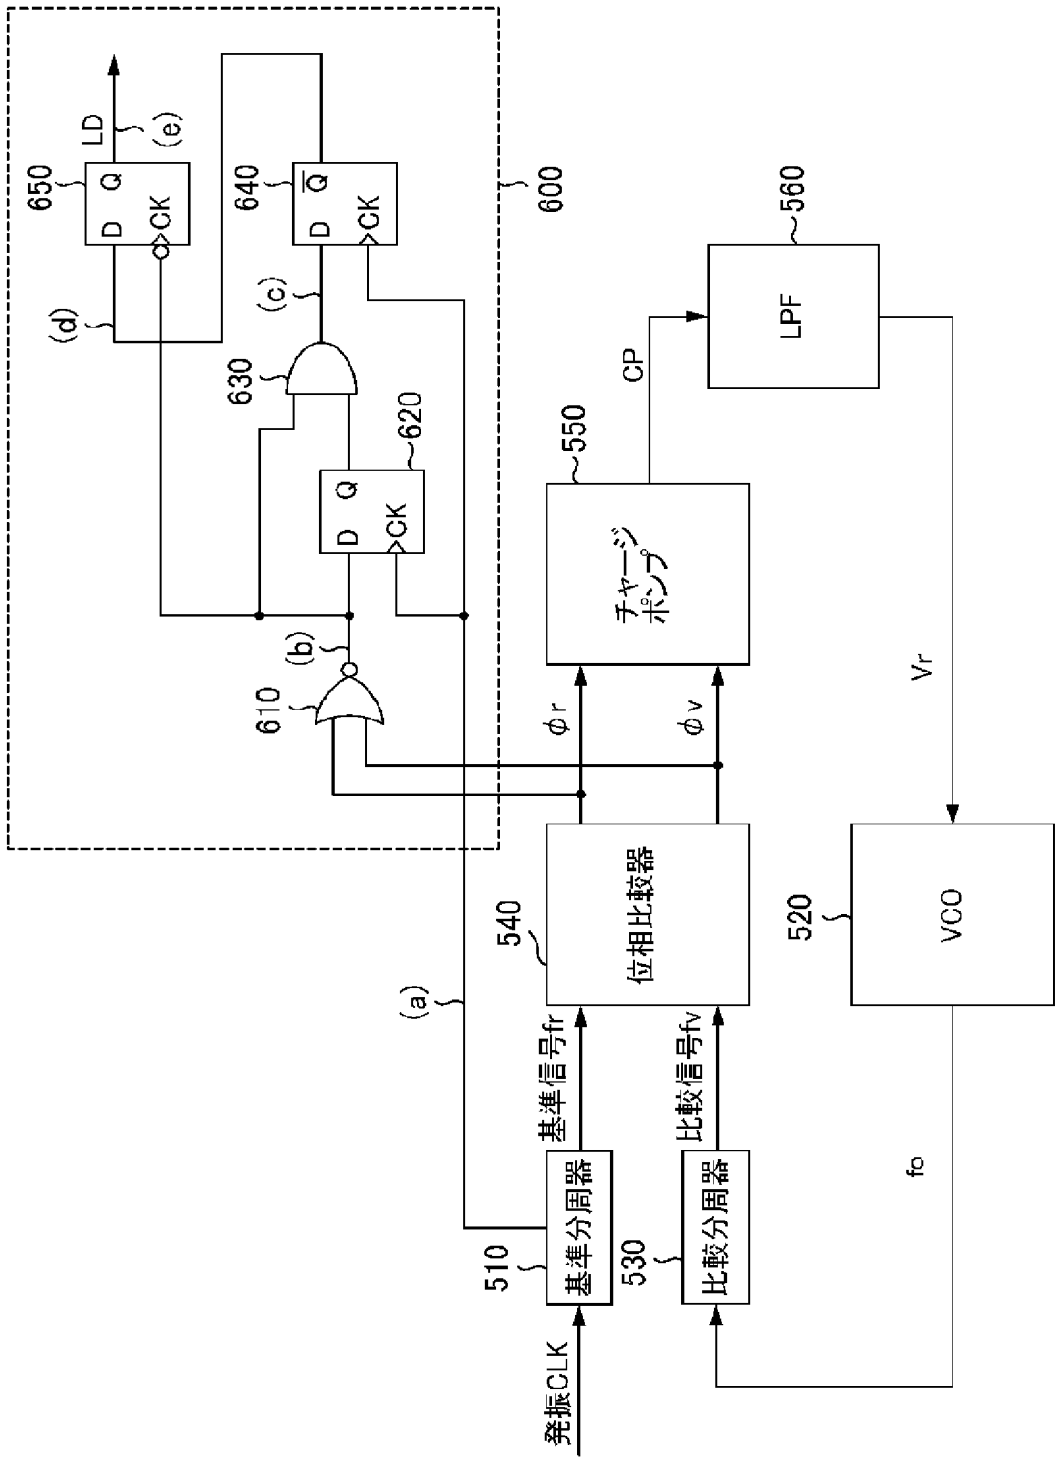 発振CLK
510
基準分周器
基準信号fr
530
比較分周器
比較信号fv
540
位相比較器
φr
φv
550
チャージ
ポンプ
CP
560
LPF
Vr
520
VCO
fo
600
(a)
610
(b)
620
D Q
CK
630
(c)
640
D Q̅
CK
(d)
650
D Q
CK
LD
(e)